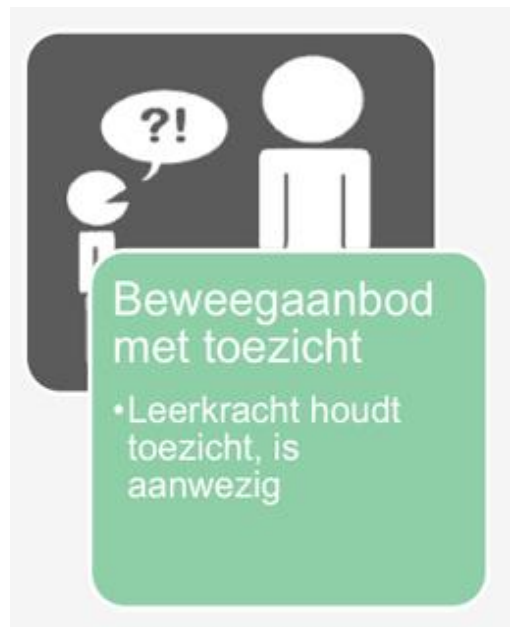 ?!
Beweegaanbod
met toezicht
•Leerkracht houdt
toezicht, is
aanwezig